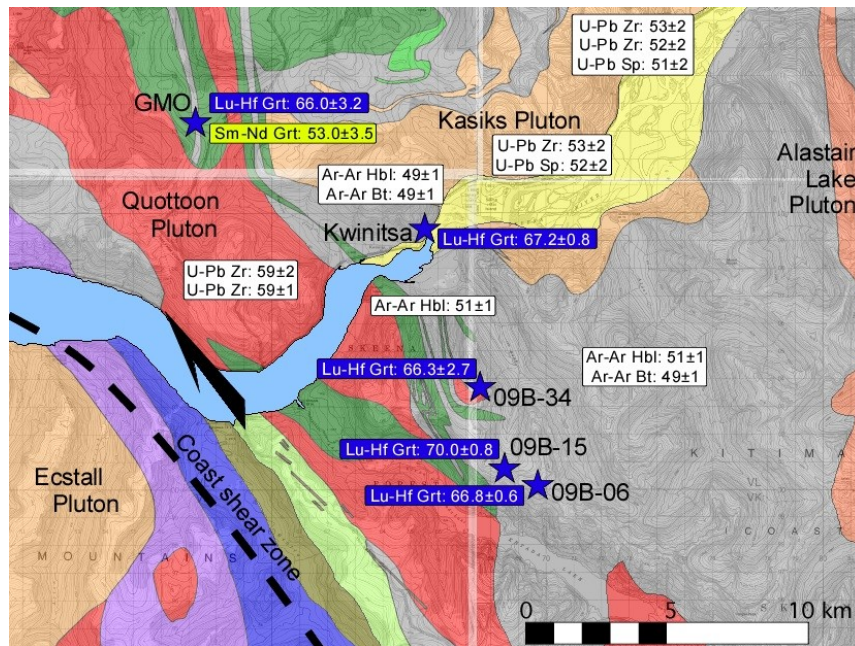 U-Pb Zr: 53±2
U-Pb Zr: 52±2
U-Pb Sp: 51±2
GMO
Lu-Hf Grt: 66.0±3.2
Sm-Nd Grt: 53.0±3.5
Kasiks Pluton
U-Pb Zr: 53±2
U-Pb Sp: 52±2
Alastair
Lake
Pluton
Ar-Ar Hbl: 49±1
Ar-Ar Bt: 49±1
Quottoon
Pluton
Kwinitsa
Lu-Hf Grt: 67.2±0.8
U-Pb Zr: 59±2
U-Pb Zr: 59±1
Ar-Ar Hbl: 51±1
SKEENA
Ar-Ar Hbl: 51±1
Ar-Ar Bt: 49±1
Lu-Hf Grt: 66.3±2.7
09B-34
Lu-Hf Grt: 70.0±0.8
09B-15
KITIMA
Lu-Hf Grt: 66.8±0.6
09B-06
Ecstall
Pluton
Coast shear zone
VL
VK
COAST
MOUNTAINS
0
5
10 km